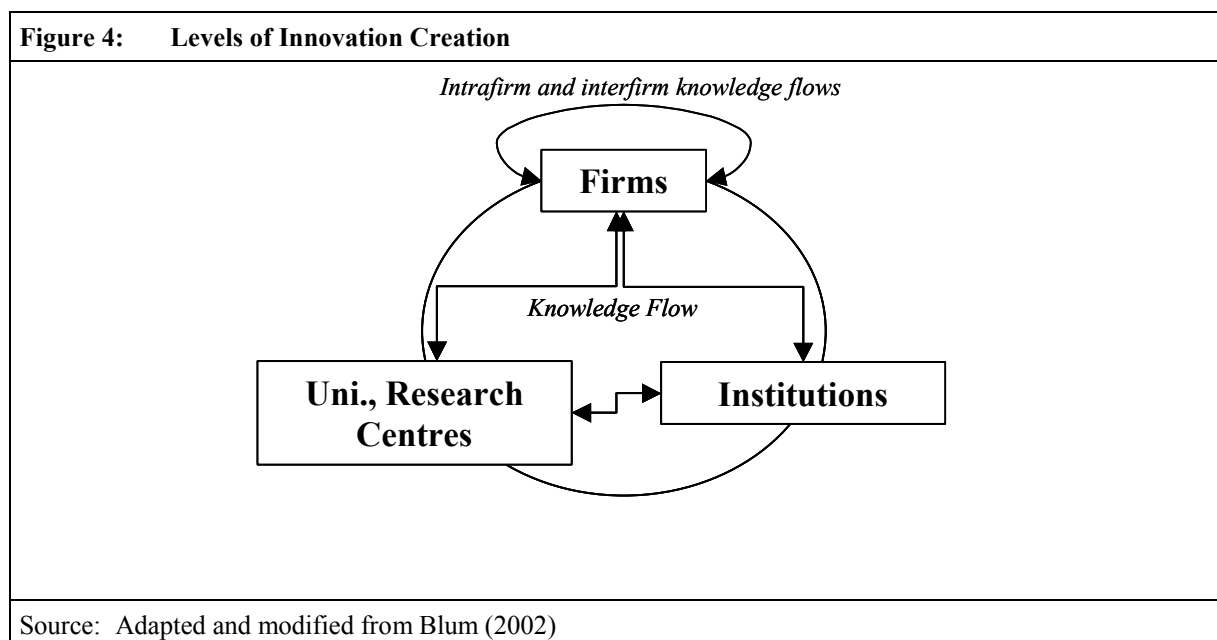 Figure 4: Levels of Innovation Creation
Intrafirm and interfirm knowledge flows
Firms
Knowledge Flow
Uni., Research
Centres
Institutions
Source: Adapted and modified from Blum (2002)